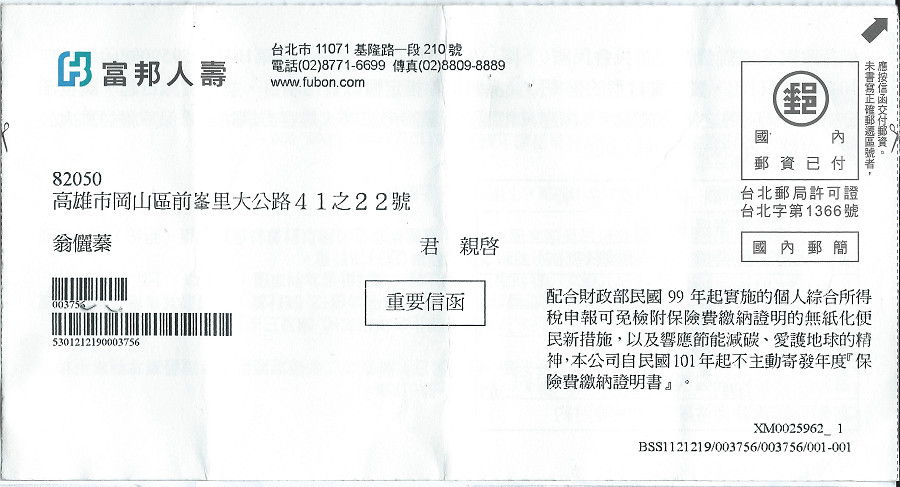 富邦人壽
台北市 11071 基隆路一段 210 號
電話(02)8771-6699 傳真(02)8809-8889
www.fubon.com
郵
國 內
郵資已付
應按信函交付郵資。
未書寫正確郵遞區號者，
台北郵局許可證
台北字第1366號
國內郵簡
82050
高雄市岡山區前峯里大公路４１之２２號
翁儷蓁 君 親啓
003756
5301212190003756
重要信函
配合財政部民國 99 年起實施的個人綜合所得
稅申報可免檢附保險費繳納證明的無紙化便
民新措施，以及響應節能減碳、愛護地球的精
神，本公司自民國101年起不主動寄發年度『保
險費繳納證明書』。
XM0025962_ 1
BSS1121219/003756/003756/001-001